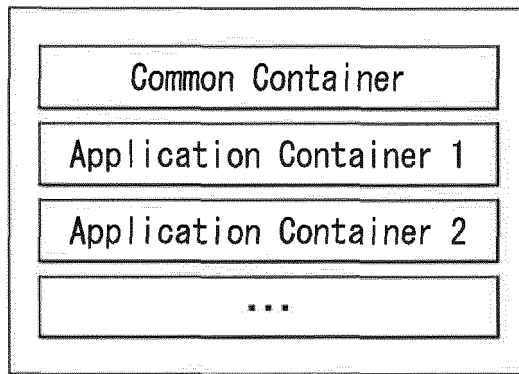 Common Container
Application Container 1
Application Container 2
...